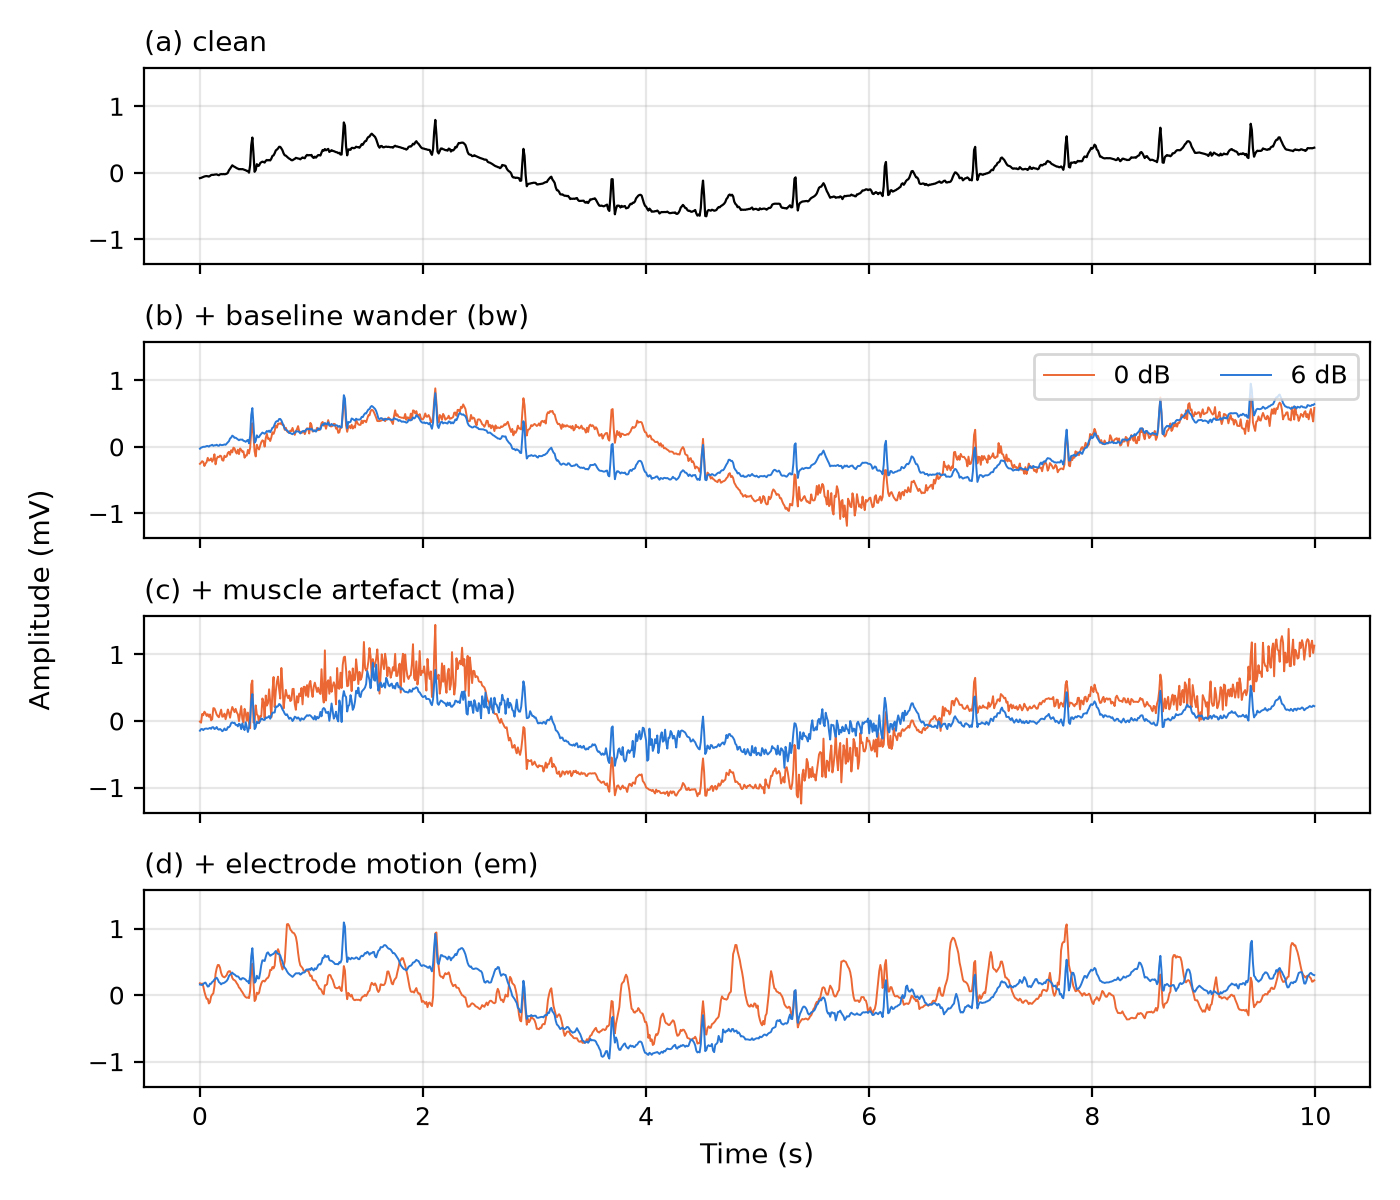 (a) clean
1
0
−1
(b) + baseline wander (bw)
1
0
−1
0 dB
6 dB
(c) + muscle artefact (ma)
1
0
−1
(d) + electrode motion (em)
1
0
−1
0 2 4 6 8 10
Time (s)
Amplitude (mV)